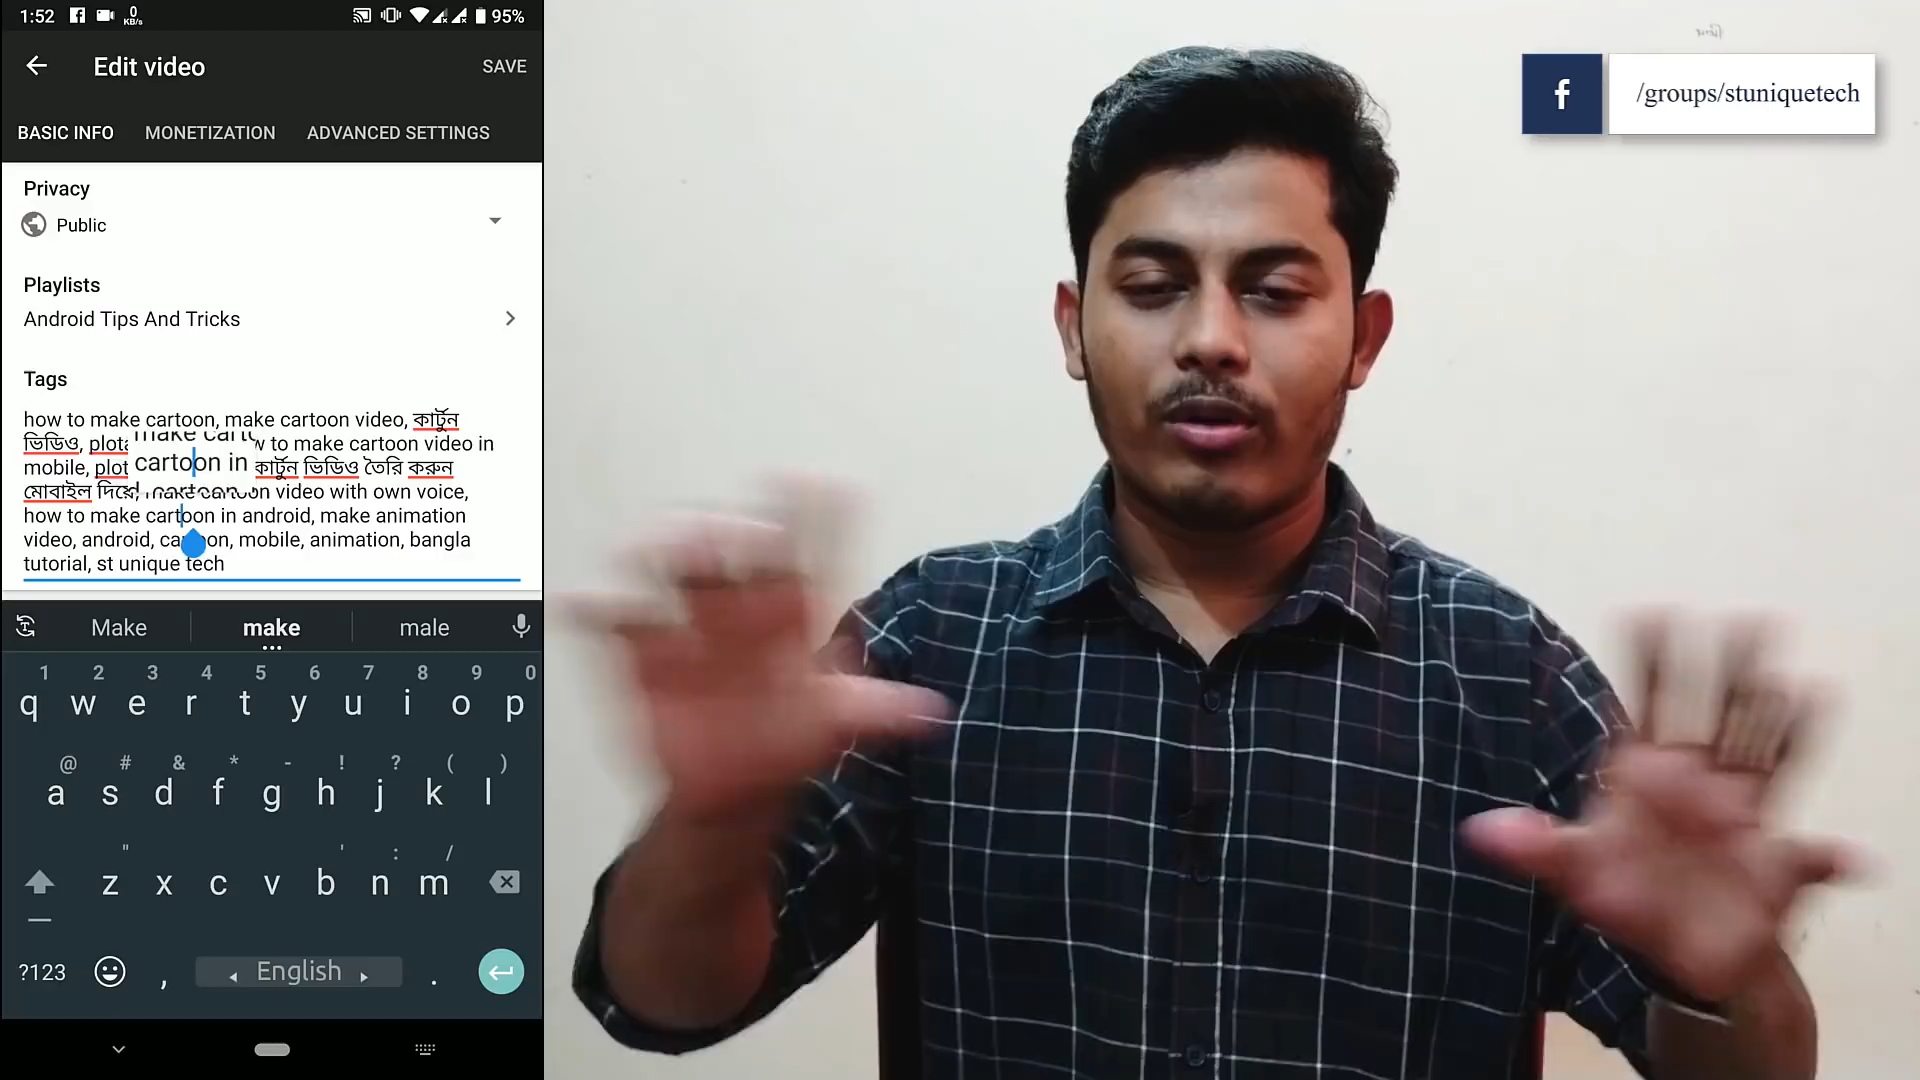 1:52 0 KB/s 95%
Edit video SAVE
BASIC INFO MONETIZATION ADVANCED SETTINGS
Privacy
Public
Playlists
Android Tips And Tricks
Tags
how to make cartoon, make cartoon video, কার্টুন
ভিডিও, to make cartoon video in
mobile, কার্টুন ভিডিও তৈরি করুন
cartoon in
মোবাইল video with own voice,
how to make cartoon in android, make animation
video, android, cartoon, mobile, animation, bangla
tutorial, st unique tech
Make make male
1 2 3 4 5 6 7 8 9 0
q w e r t y u i o p
@ # & * - ! ? ( )
a s d f g h j k l
" ' : /
z x c v b n m
?123 , English .
f /groups/stuniquetech